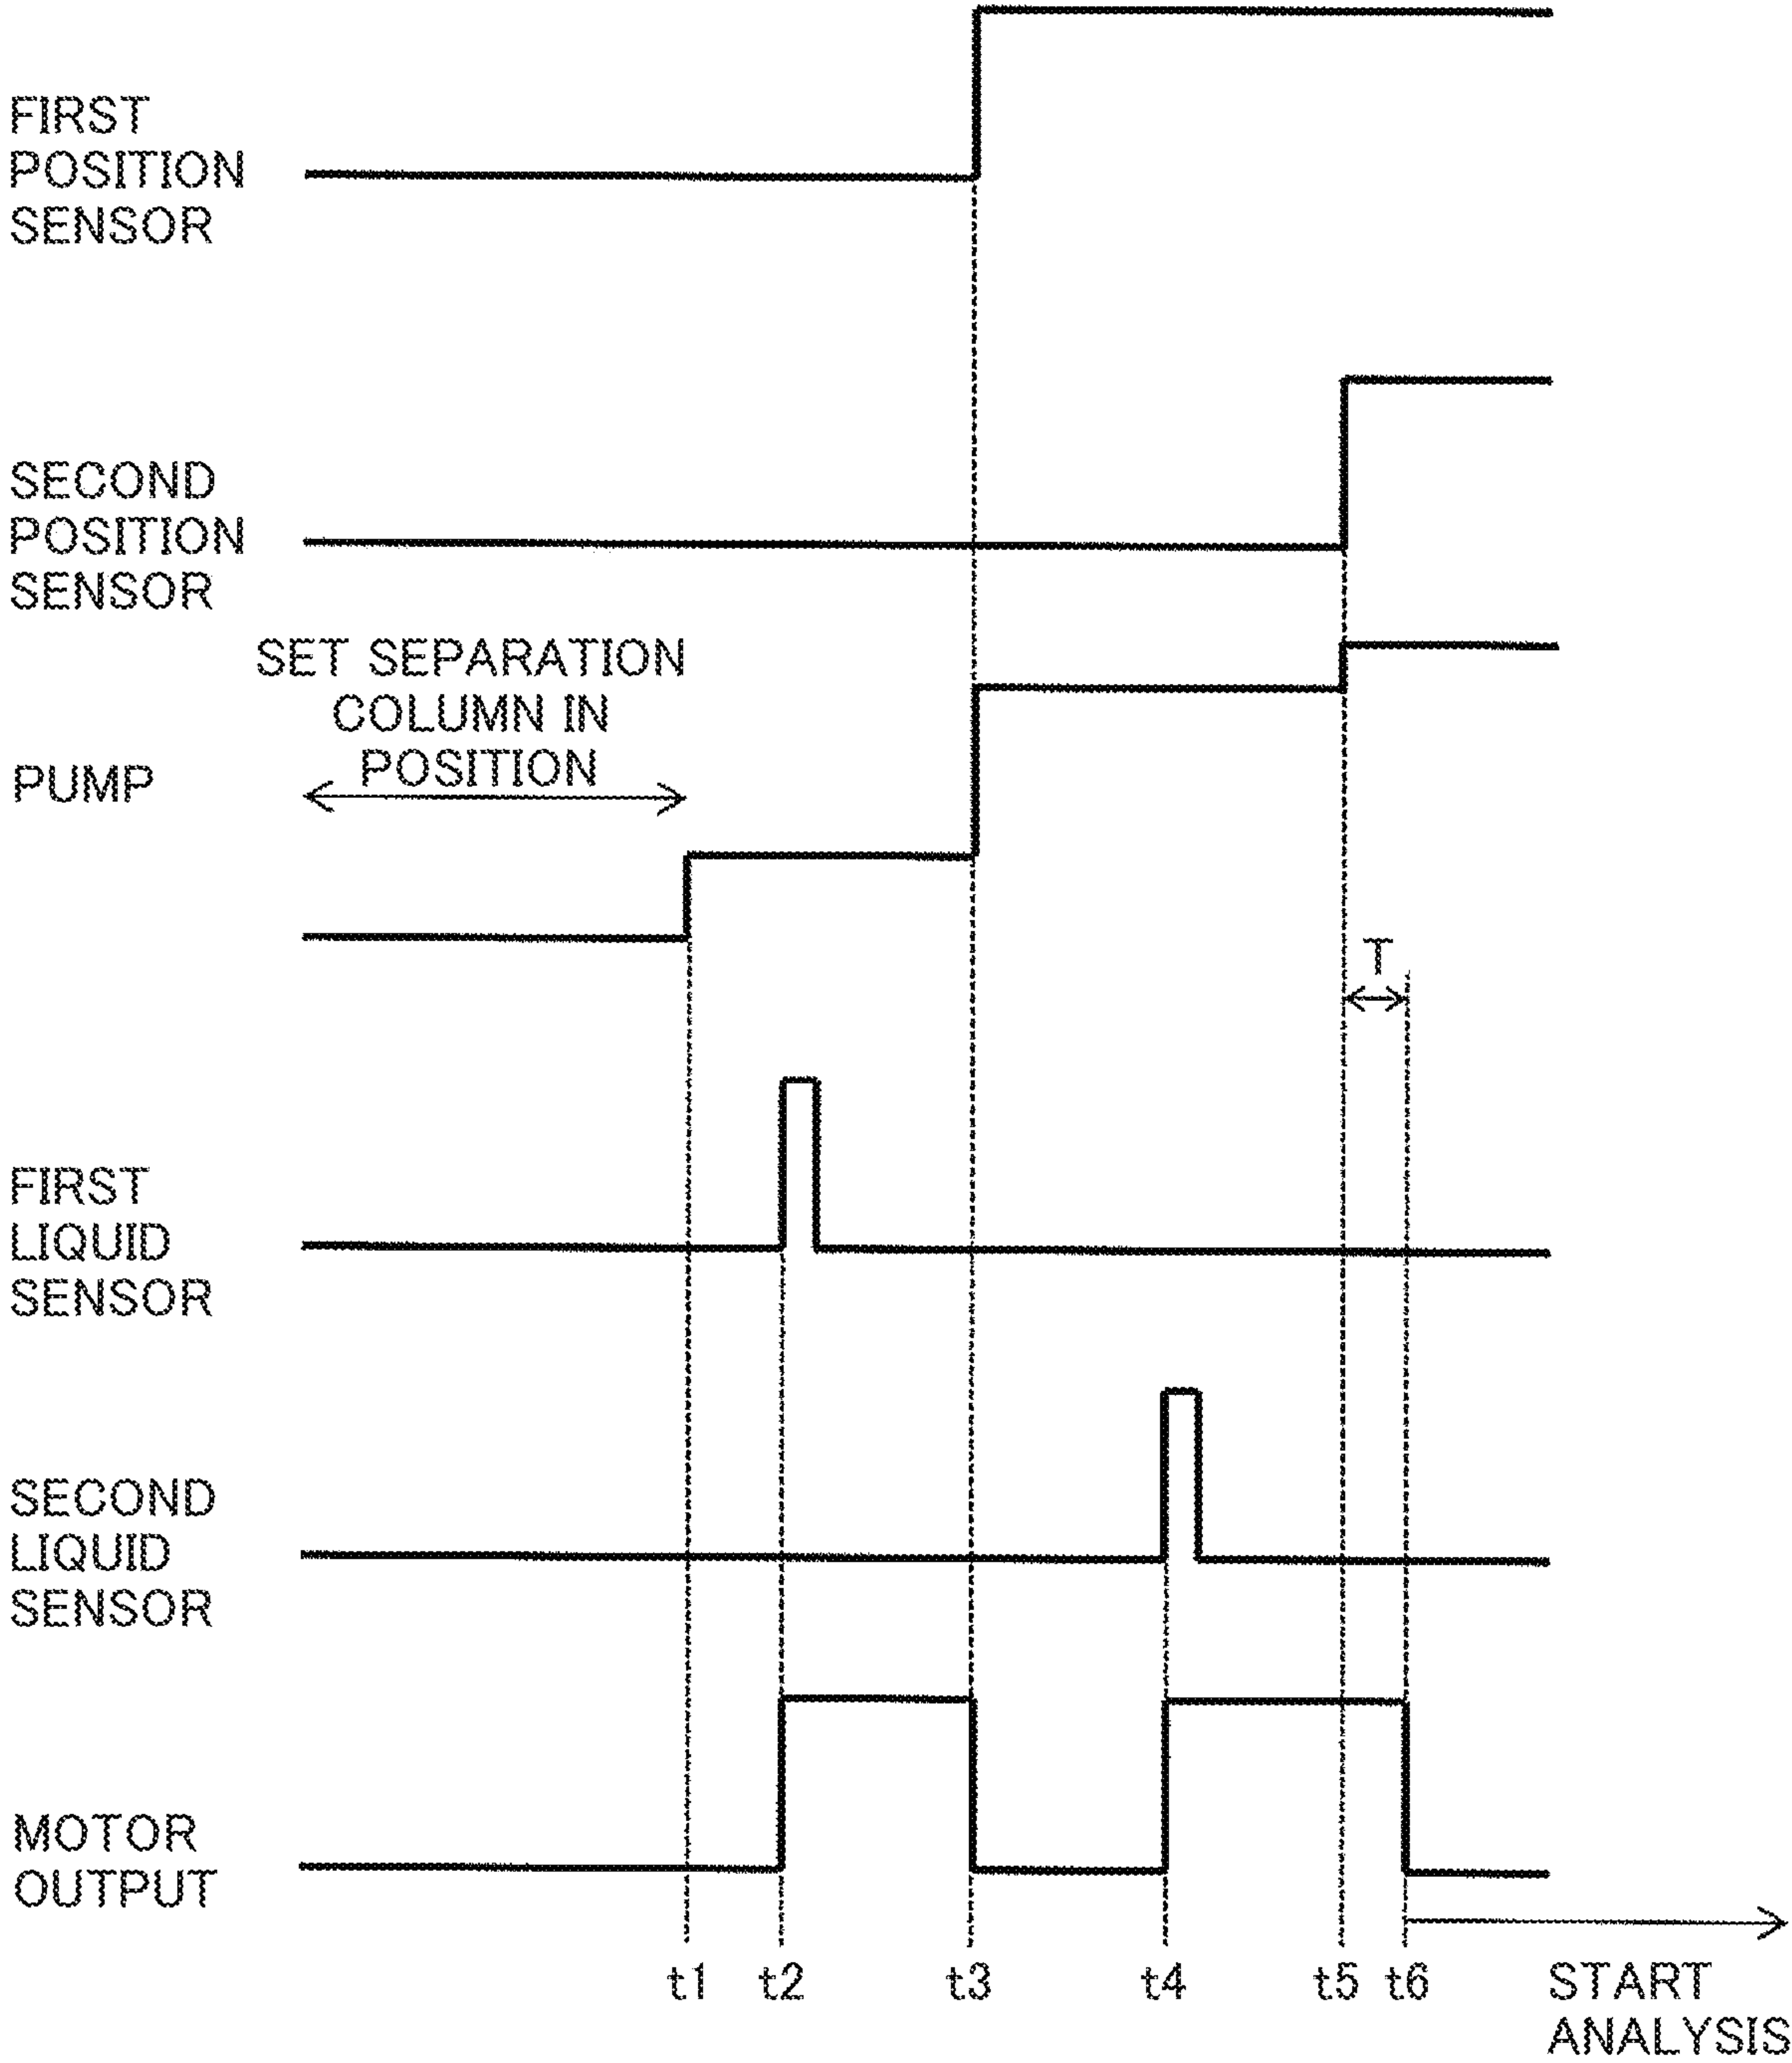 FIRST
POSITION
SENSOR
SECOND
POSITION
SENSOR
SET SEPARATION
COLUMN IN
POSITION
PUMP
T
FIRST
LIQUID
SENSOR
SECOND
LIQUID
SENSOR
MOTOR
OUTPUT
t1 t2 t3 t4 t5 t6
START
ANALYSIS